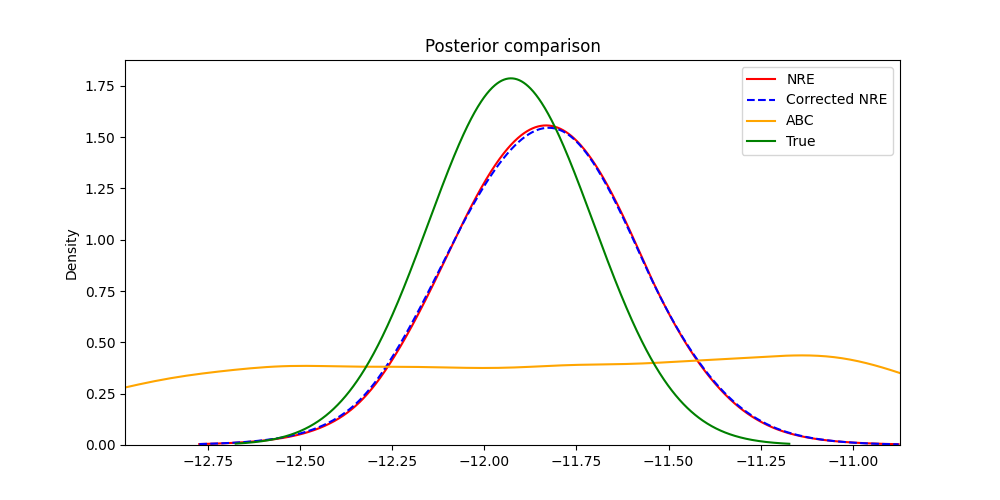 Posterior comparison
NRE
Corrected NRE
ABC
True
Density
1.75
1.50
1.25
1.00
0.75
0.50
0.25
0.00
−12.75 −12.50 −12.25 −12.00 −11.75 −11.50 −11.25 −11.00